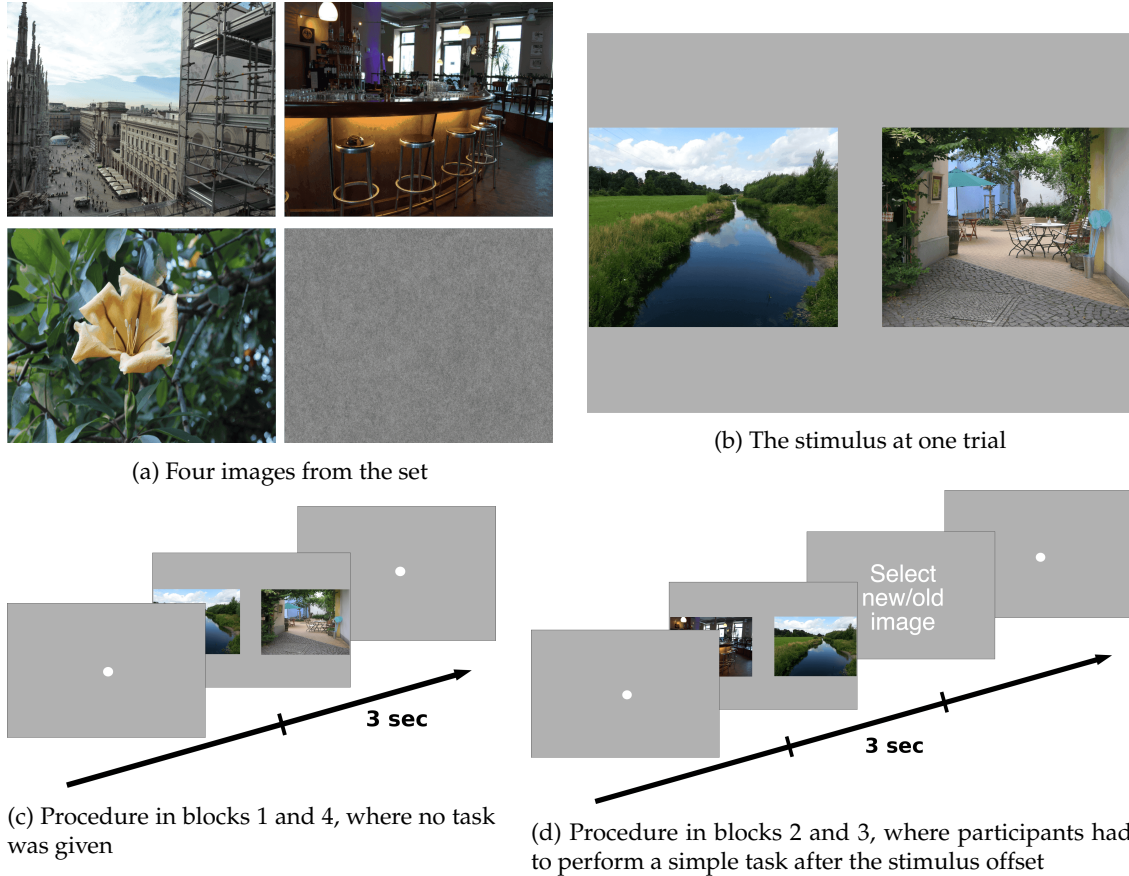 (a) Four images from the set
(b) The stimulus at one trial
3 sec
(c) Procedure in blocks 1 and 4, where no task
was given
Select
new/old
image
3 sec
(d) Procedure in blocks 2 and 3, where participants had
to perform a simple task after the stimulus offset